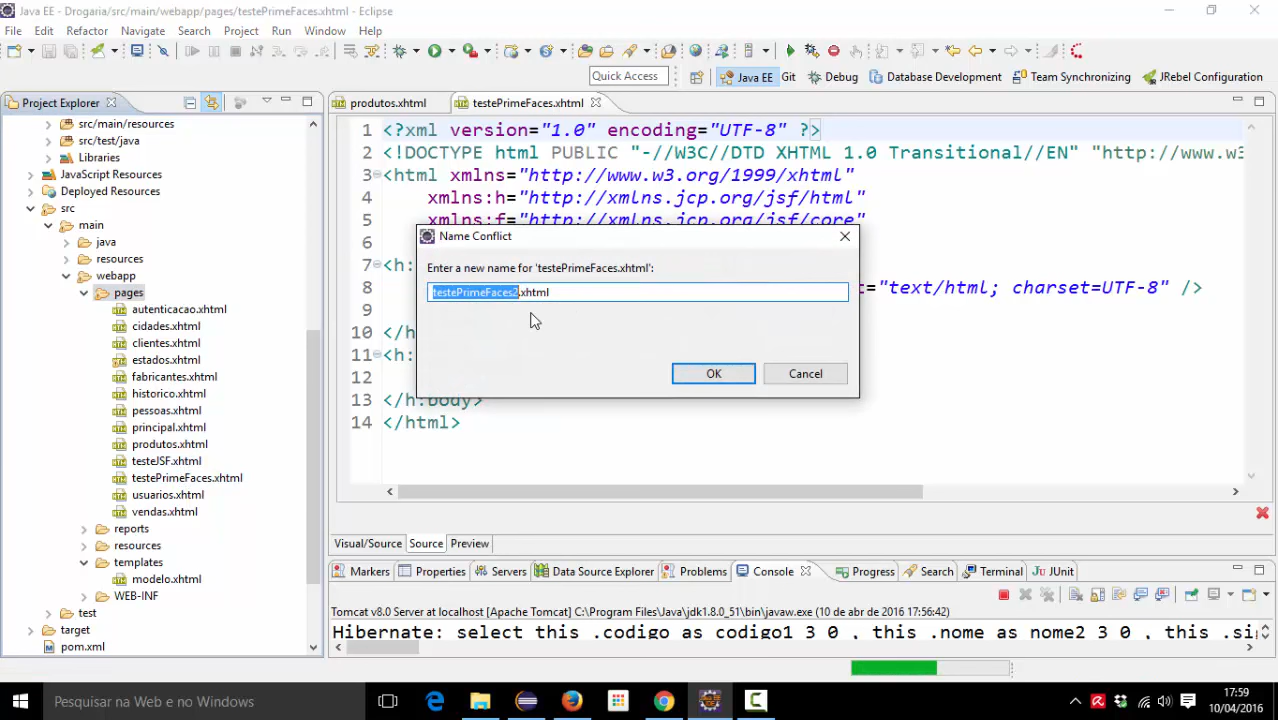 Java EE - Drogaria/src/main/webapp/pages/testePrimeFaces.xhtml - Eclipse
File Edit Refactor Navigate Search Project Run Window Help
Quick Access Java EE Git Debug Database Development Team Synchronizing JRebel Configuration
Project Explorer
src/main/resources
src/test/java
Libraries
JavaScript Resources
Deployed Resources
src
main
java
resources
webapp
pages
autenticacao.xhtml
cidades.xhtml
clientes.xhtml
estados.xhtml
fabricantes.xhtml
historico.xhtml
pessoas.xhtml
principal.xhtml
produtos.xhtml
testeJSF.xhtml
testePrimeFaces.xhtml
usuarios.xhtml
vendas.xhtml
reports
resources
templates
modelo.xhtml
WEB-INF
test
target
pom.xml
produtos.xhtml testePrimeFaces.xhtml
1 <?xml version="1.0" encoding="UTF-8" ?>
2 <!DOCTYPE html PUBLIC "-//W3C//DTD XHTML 1.0 Transitional//EN" "http://www.w3
3 <html xmlns="http://www.w3.org/1999/xhtml"
4 xmlns:h="http://xmlns.jcp.org/jsf/html"
5 xmlns:f="http://xmlns.jcp.org/jsf/core"
6
7 <h:
8 ="text/html; charset=UTF-8" />
10 </h
11 <h:
12
13 </h:body>
14 </html>
Name Conflict
Enter a new name for 'testePrimeFaces.xhtml':
testePrimeFaces2.xhtml
OK Cancel
Visual/Source Source Preview
Markers Properties Servers Data Source Explorer Problems Console Progress Search Terminal JUnit
Tomcat v8.0 Server at localhost [Apache Tomcat] C:\Program Files\Java\jdk1.8.0_51\bin\javaw.exe (10 de abr de 2016 17:56:42)
Hibernate: select this .codigo as codigo1 3 0 , this .nome as nome2 3 0 , this .si
Pesquisar na Web e no Windows
17:59
10/04/2016